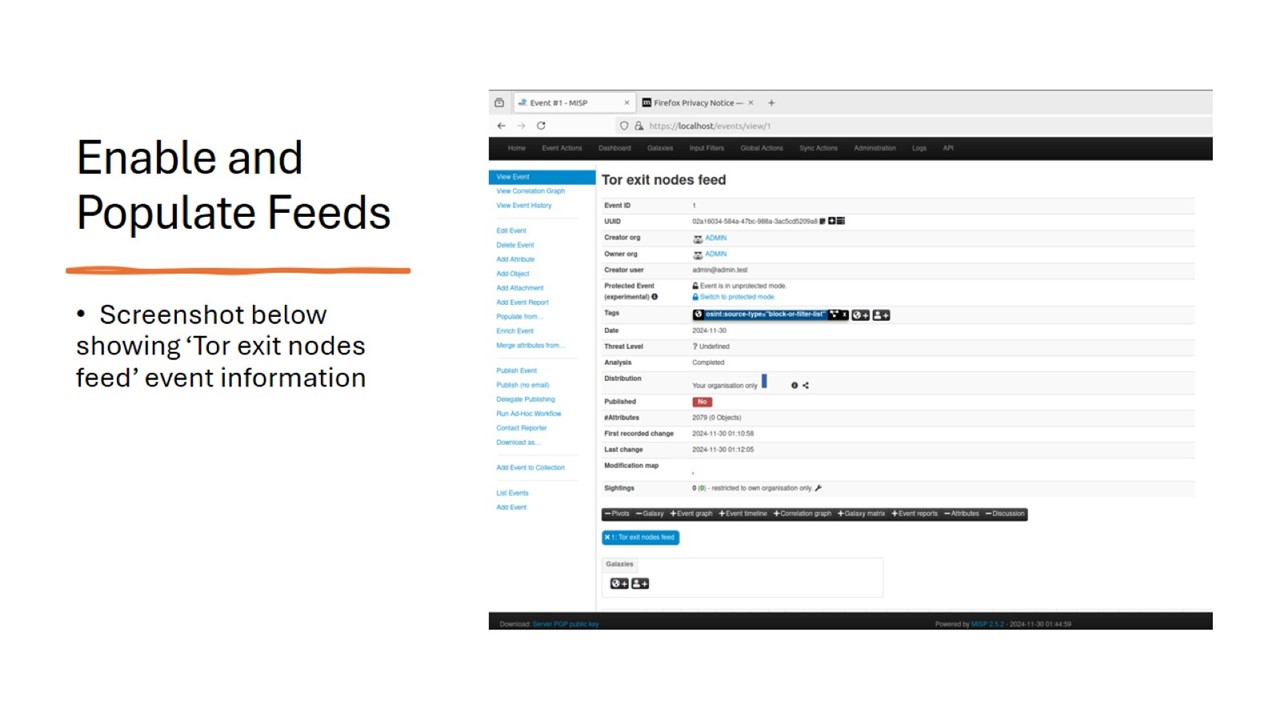 Enable and
Populate Feeds
• Screenshot below
showing ‘Tor exit nodes
feed’ event information
Event #1 - MISP
Firefox Privacy Notice —
https://localhost/events/view/1
Home Event Actions Dashboard Galaxies Input Filters Global Actions Sync Actions Administration Logs API
View Event
View Correlation Graph
View Event History
Edit Event
Delete Event
Add Attribute
Add Object
Add Attachment
Add Event Report
Populate from...
Enrich Event
Merge attributes from...
Publish Event
Publish (no email)
Delegate Publishing
Run Ad-Hoc Workflow
Contact Reporter
Download as...
Add Event to Collection
List Events
Add Event
Tor exit nodes feed
Event ID 1
UUID 02a16034-584a-47bc-988a-3ac5cd5209a8
Creator org ADMIN
Owner org ADMIN
Creator user admin@admin.test
Protected Event Event is in unprotected mode.
(experimental) Switch to protected mode
Tags osint:source-type="block-or-filter-list" x
Date 2024-11-30
Threat Level ? Undefined
Analysis Completed
Distribution Your organisation only
Published No
#Attributes 2079 (0 Objects)
First recorded change 2024-11-30 01:10:58
Last change 2024-11-30 01:12:05
Modification map
Sightings 0 (0) - restricted to own organisation only.
−Pivots −Galaxy +Event graph +Event timeline +Correlation graph +Galaxy matrix +Event reports −Attributes −Discussion
1: Tor exit nodes feed
Galaxies
Download: Server PGP public key
Powered by MISP 2.5.2 - 2024-11-30 01:44:59